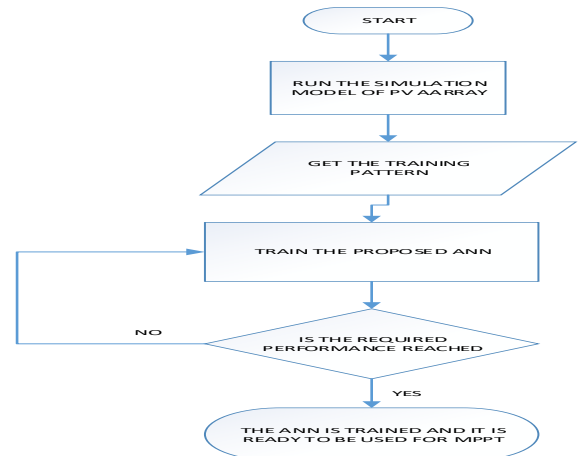 START
RUN THE SIMULATION
MODEL OF PV AARRAY
GET THE TRAINING
PATTERN
TRAIN THE PROPOSED ANN
IS THE REQUIRED
PERFORMANCE REACHED
NO
YES
THE ANN IS TRAINED AND IT IS
READY TO BE USED FOR MPPT